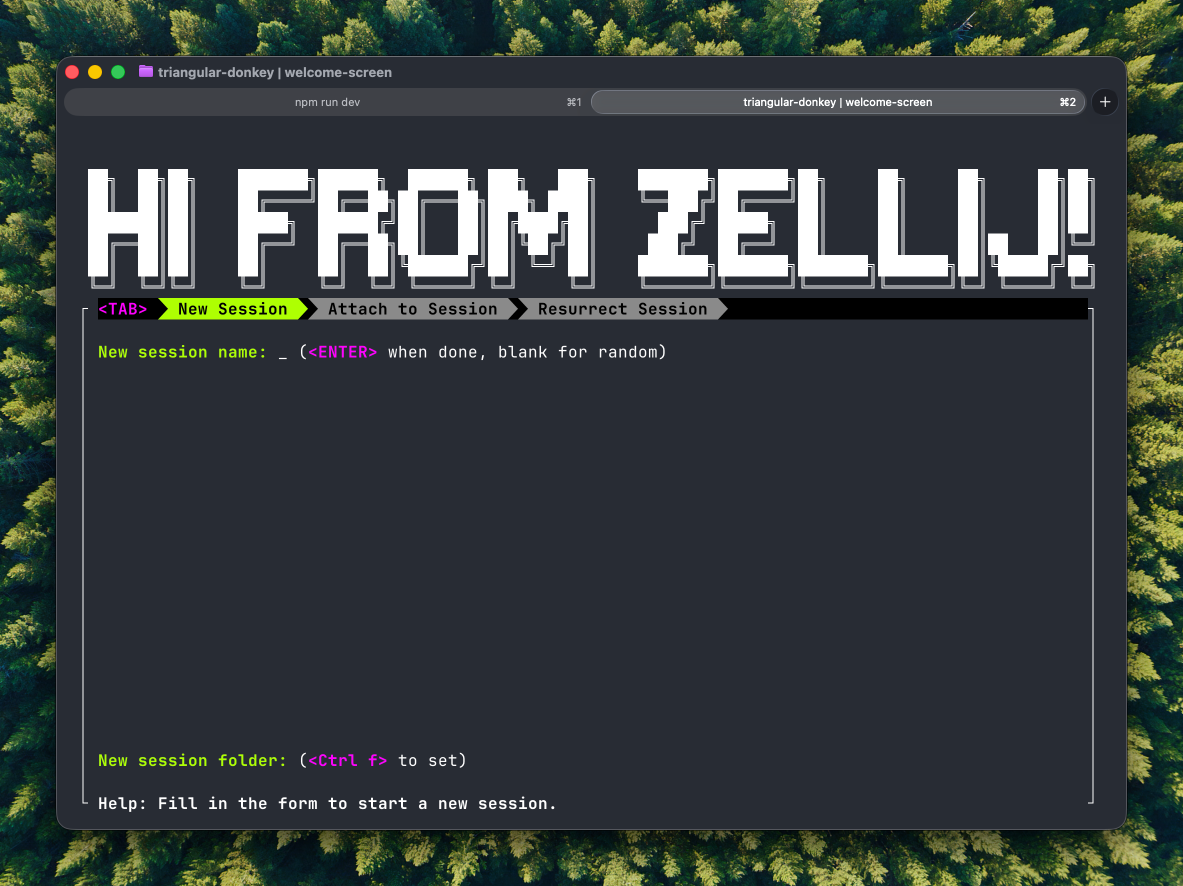 triangular-donkey | welcome-screen
npm run dev ⌘1 triangular-donkey | welcome-screen ⌘2 +
HI FROM ZELLIJ!
<TAB> New Session Attach to Session Resurrect Session
New session name: _ (<ENTER> when done, blank for random)
New session folder: (<Ctrl f> to set)
Help: Fill in the form to start a new session.